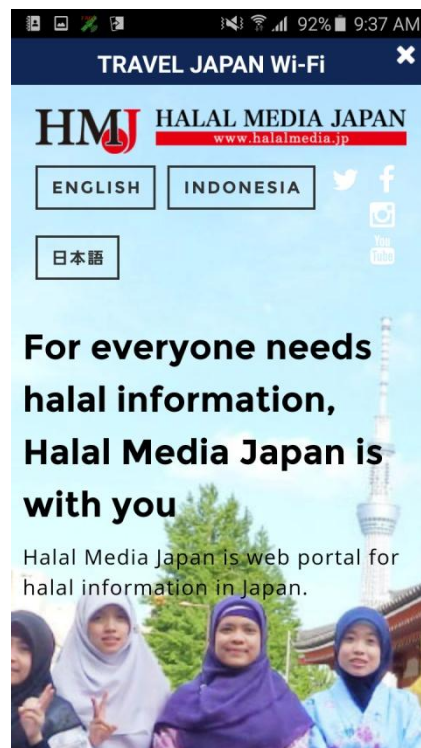 92% 9:37 AM
TRAVEL JAPAN Wi-Fi
HMJ HALAL MEDIA JAPAN
www.halalmedia.jp
ENGLISH INDONESIA
You
Tube
日本語
For everyone needs
halal information,
Halal Media Japan is
with you
Halal Media Japan is web portal for
halal information in Japan.